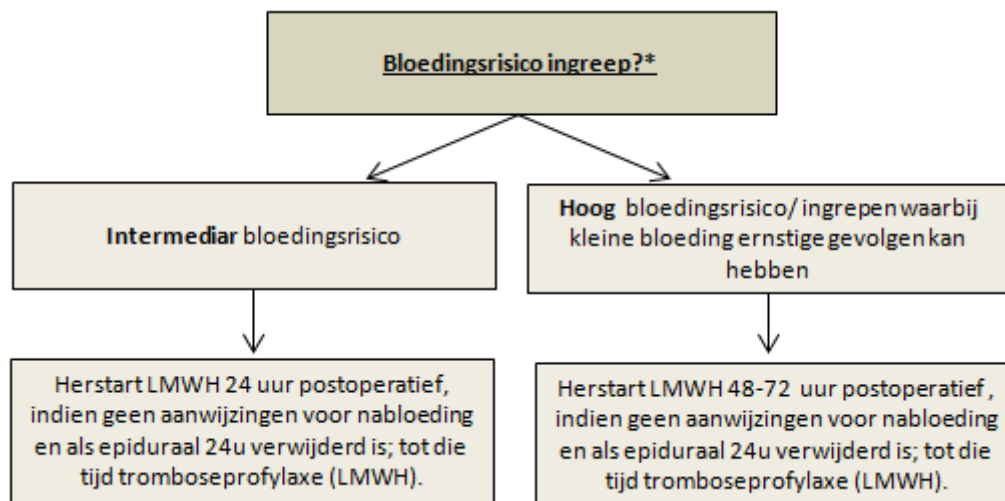 Bloedingsrisico ingreep?*
Intermediar bloedingsrisico
Hoog bloedingsrisico/ ingrepen waarbij
kleine bloeding ernstige gevolgen kan
hebben
Herstart LMWH 24 uur postoperatief,
indien geen aanwijzingen voor nabloeding
en als epiduraal 24u verwijderd is; tot die
tijd tromboseprofylaxe (LMWH).
Herstart LMWH 48-72 uur postoperatief,
indien geen aanwijzingen voor nabloeding
en als epiduraal 24u verwijderd is; tot die
tijd tromboseprofylaxe (LMWH).